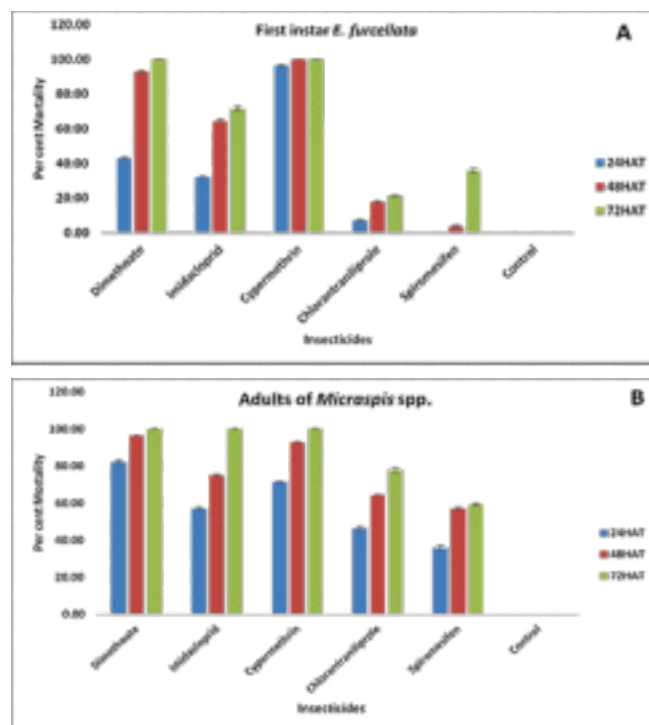 First instar E. furcellata
A
120.00
100.00
80.00
60.00
40.00
20.00
0.00
Per cent Mortality
24HAT
48HAT
72HAT
Dimethoate
Imidacloprid
Cypermethrin
Chlorantraniliprole
Spiromesifen
Control
Insecticides
Adults of Micraspis spp.
B
120.00
100.00
80.00
60.00
40.00
20.00
0.00
Per cent Mortality
24HAT
48HAT
72HAT
Dimethoate
Imidacloprid
Cypermethrin
Chlorantraniliprole
Spiromesifen
Control
Insecticides